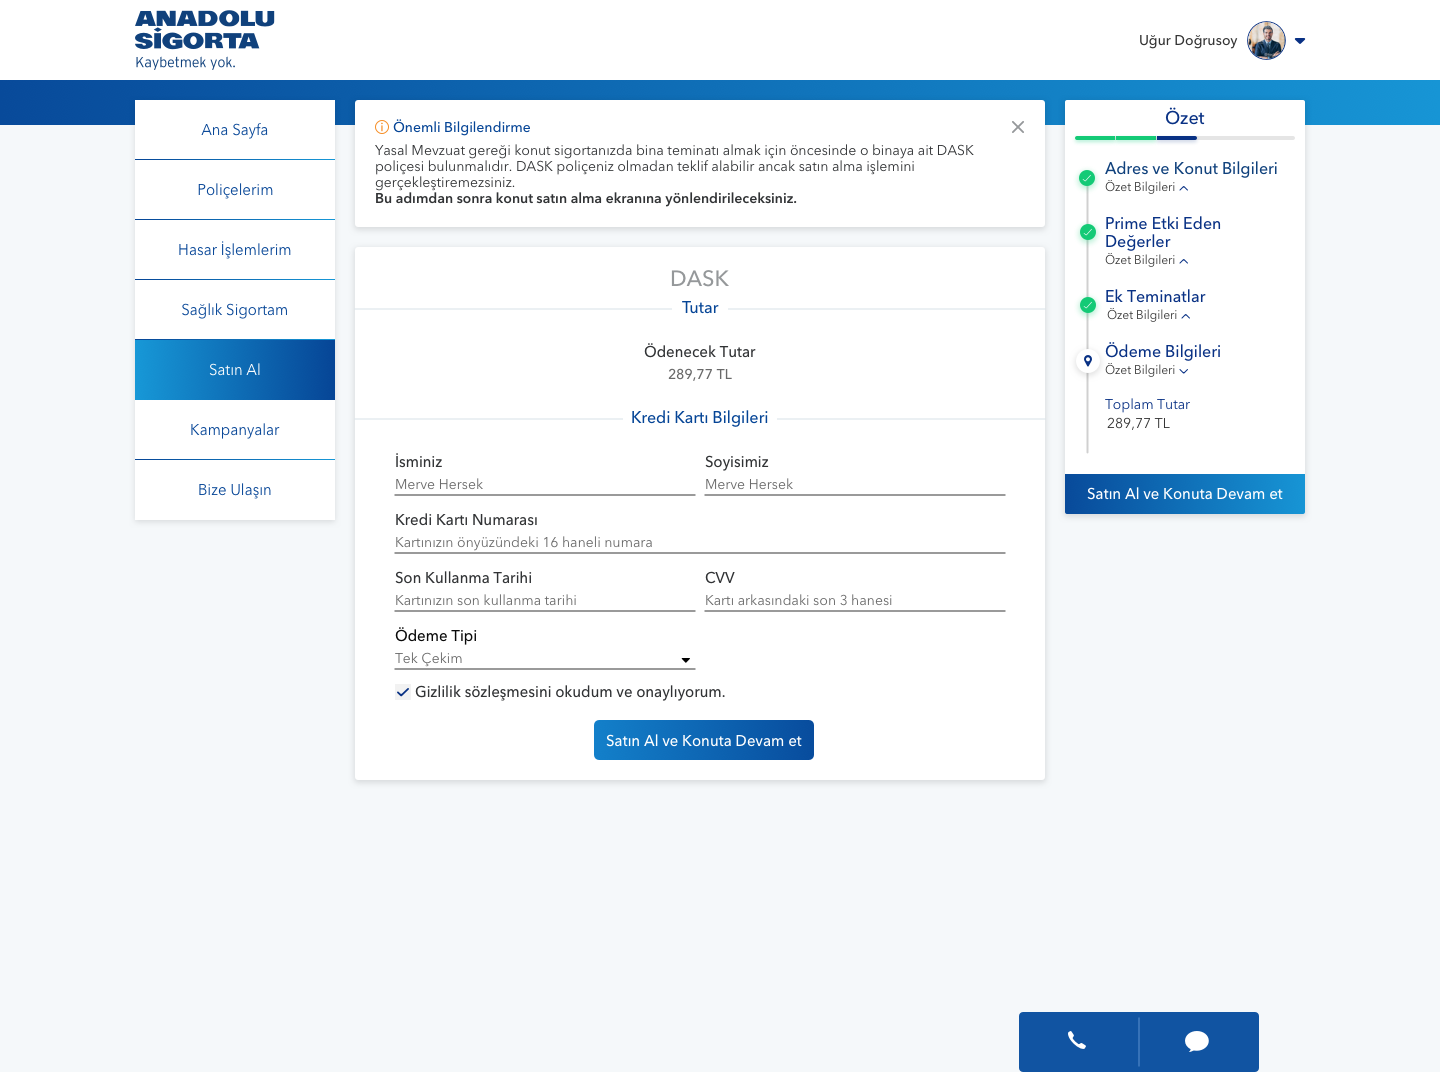 ANADOLU
SİGORTA
Kaybetmek yok.
Uğur Doğrusoy
Ana Sayfa
Poliçelerim
Hasar İşlemlerim
Sağlık Sigortam
Satın Al
Kampanyalar
Bize Ulaşın
Önemli Bilgilendirme
Yasal Mevzuat gereği konut sigortanızda bina teminatı almak için öncesinde o binaya ait DASK
poliçesi bulunmalıdır. DASK poliçeniz olmadan teklif alabilir ancak satın alma işlemini
gerçekleştiremezsiniz.
Bu adımdan sonra konut satın alma ekranına yönlendirileceksiniz.
DASK
Tutar
Ödenecek Tutar
289,77 TL
Kredi Kartı Bilgileri
İsminiz
Merve Hersek
Soyisimiz
Merve Hersek
Kredi Kartı Numarası
Kartınızın önyüzündeki 16 haneli numara
Son Kullanma Tarihi
Kartınızın son kullanma tarihi
CVV
Kartı arkasındaki son 3 hanesi
Ödeme Tipi
Tek Çekim
Gizlilik sözleşmesini okudum ve onaylıyorum.
Satın Al ve Konuta Devam et
Özet
Adres ve Konut Bilgileri
Özet Bilgileri
Prime Etki Eden
Değerler
Özet Bilgileri
Ek Teminatlar
Özet Bilgileri
Ödeme Bilgileri
Özet Bilgileri
Toplam Tutar
289,77 TL
Satın Al ve Konuta Devam et